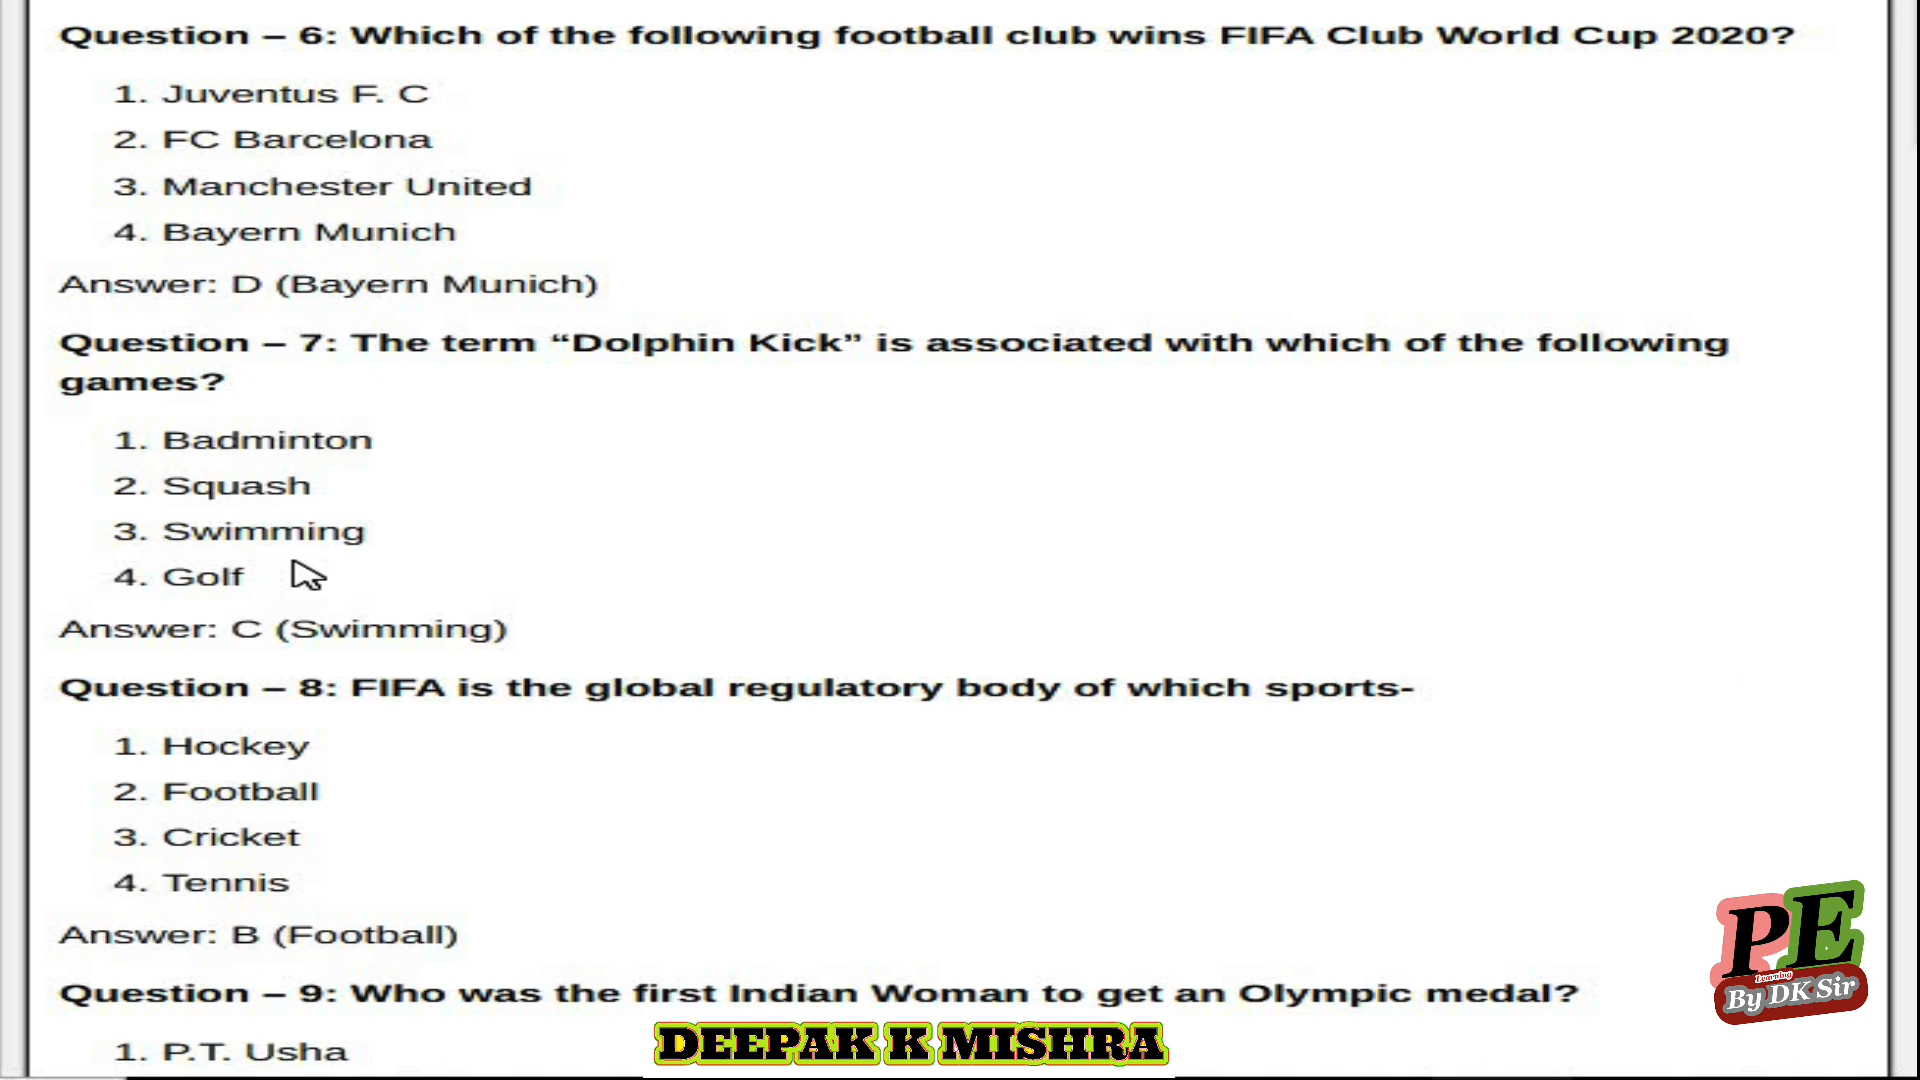 Question – 6: Which of the following football club wins FIFA Club World Cup 2020?
1. Juventus F. C
2. FC Barcelona
3. Manchester United
4. Bayern Munich
Answer: D (Bayern Munich)
Question – 7: The term “Dolphin Kick” is associated with which of the following
games?
1. Badminton
2. Squash
3. Swimming
4. Golf
Answer: C (Swimming)
Question – 8: FIFA is the global regulatory body of which sports-
1. Hockey
2. Football
3. Cricket
4. Tennis
Answer: B (Football)
Question – 9: Who was the first Indian Woman to get an Olympic medal?
1. P.T. Usha
PE
Learning
By DK Sir
DEEPAK K MISHRA